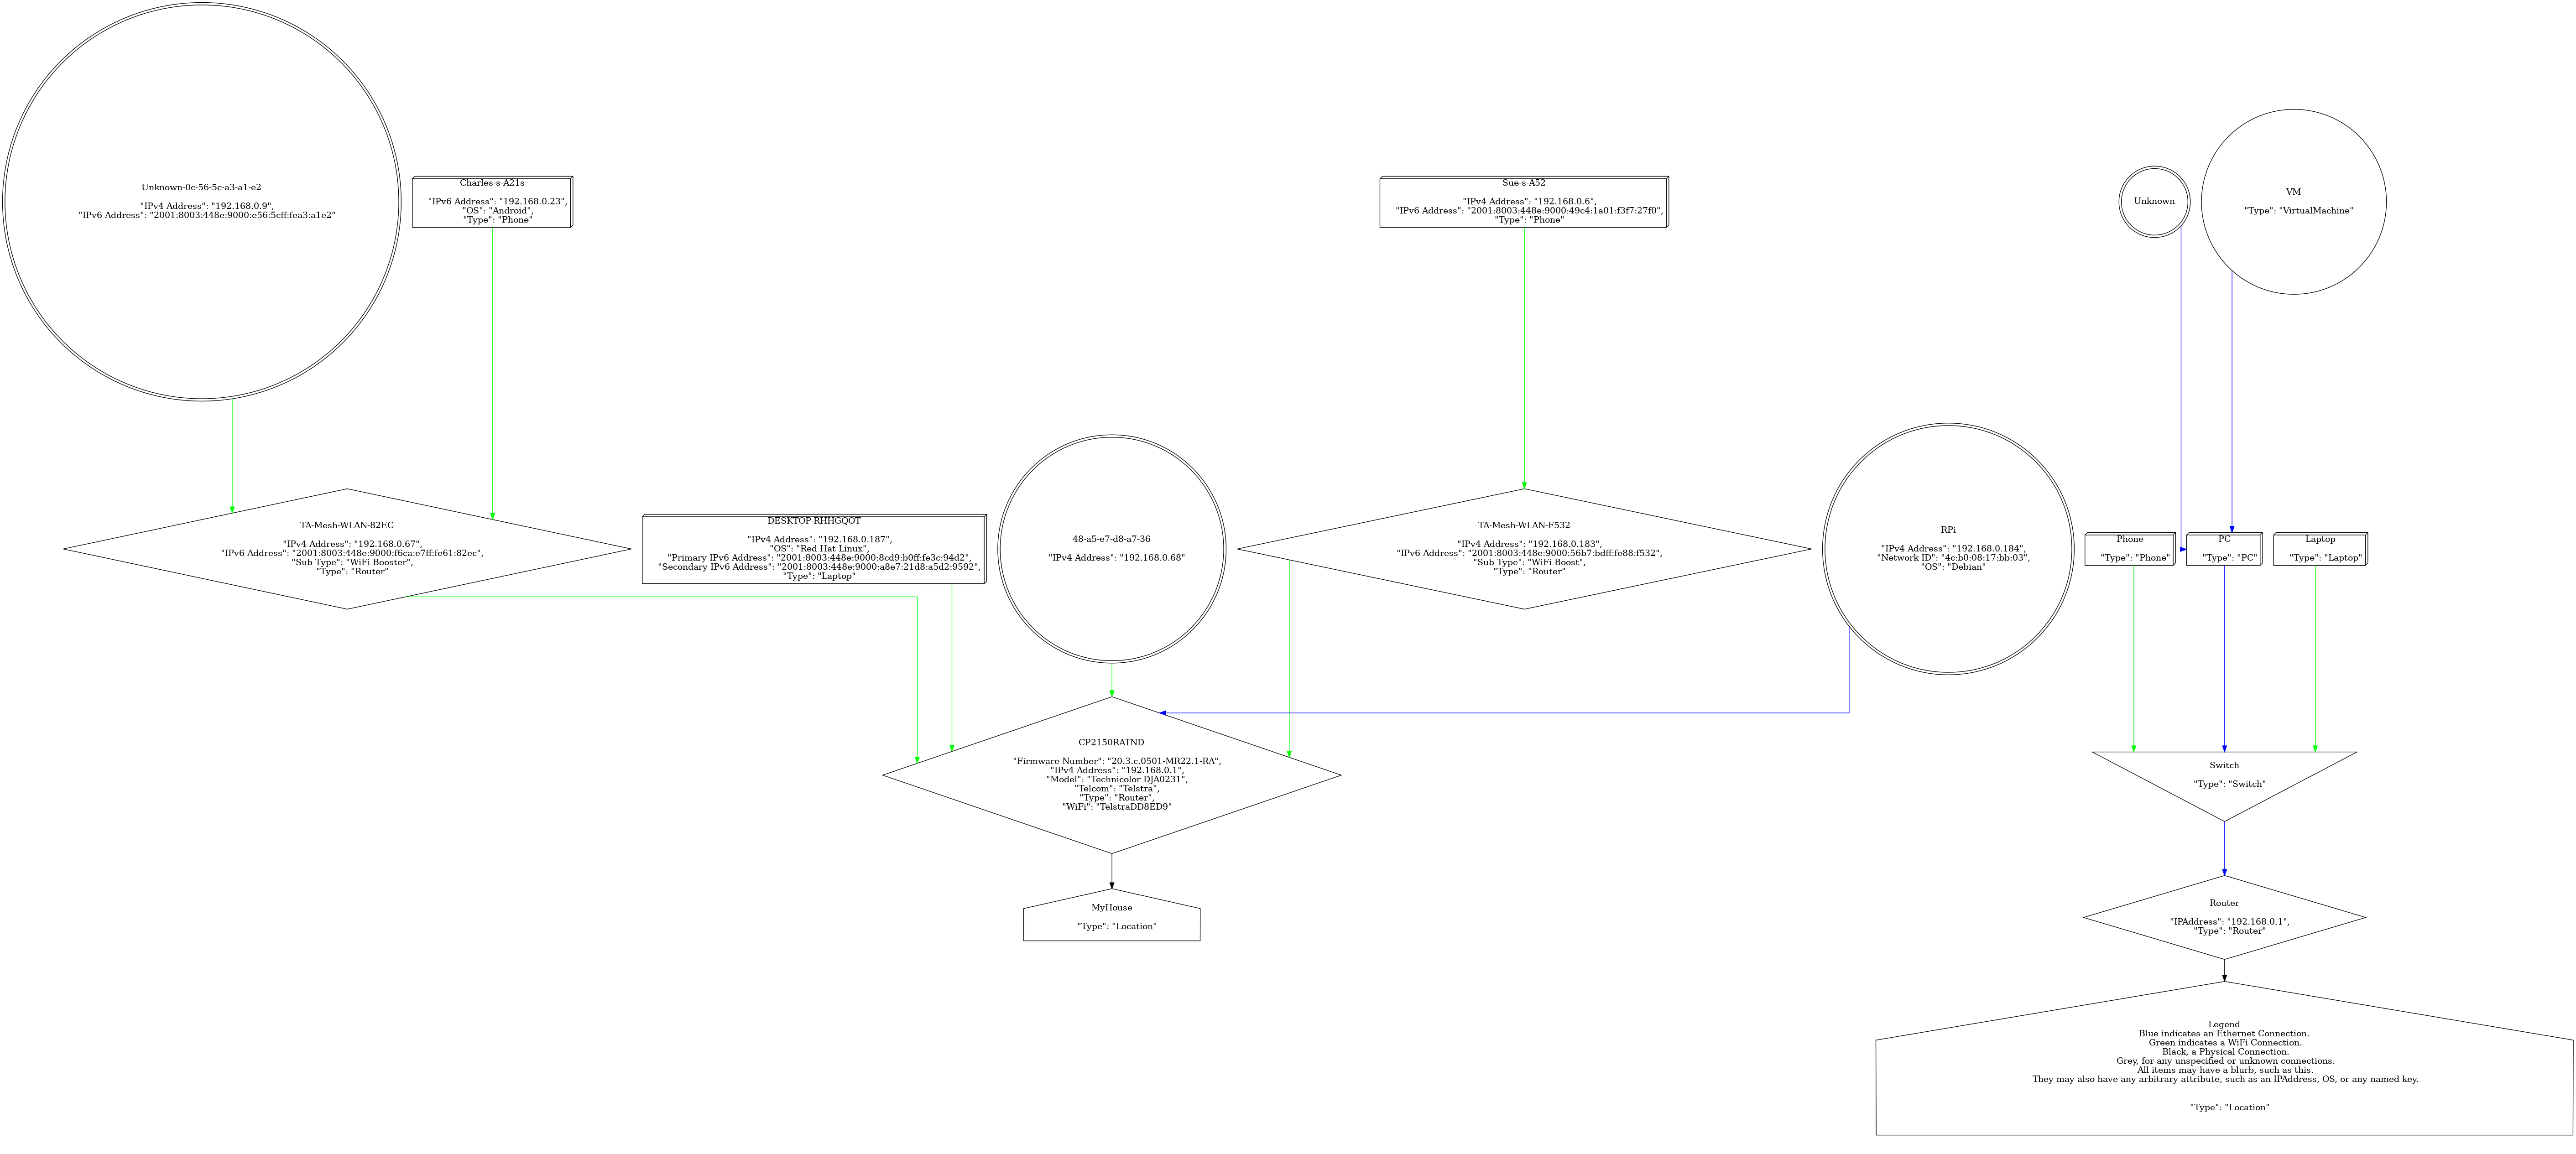 Unknown-0c-56-5c-a3-a1-e2
"IPv4 Address": "192.168.0.9",
"IPv6 Address": "2001:8003:448e:9000:e56:5cff:fea3:a1e2"
Charles-s-A21s
"IPv6 Address": "192.168.0.23",
"OS": "Android",
"Type": "Phone"
Sue-s-A52
"IPv4 Address": "192.168.0.6",
"IPv6 Address": "2001:8003:448e:9000:49c4:1a01:f3f7:27f0",
"Type": "Phone"
Unknown
VM
"Type": "VirtualMachine"
TA-Mesh-WLAN-82EC
"IPv4 Address": "192.168.0.67",
"IPv6 Address": "2001:8003:448e:9000:f6ca:e7ff:fe61:82ec",
"Sub Type": "WiFi Booster",
"Type": "Router"
DESKTOP-RHHGQOT
"IPv4 Address": "192.168.0.187",
"OS": "Red Hat Linux",
"Primary IPv6 Address": "2001:8003:448e:9000:8cd9:b0ff:fe3c:94d2",
"Secondary IPv6 Address": "2001:8003:448e:9000:a8e7:21d8:a5d2:9592",
"Type": "Laptop"
48-a5-e7-d8-a7-36
"IPv4 Address": "192.168.0.68"
TA-Mesh-WLAN-F532
"IPv4 Address": "192.168.0.183",
"IPv6 Address": "2001:8003:448e:9000:56b7:bdff:fe88:f532",
"Sub Type": "WiFi Boost",
"Type": "Router"
RPi
"IPv4 Address": "192.168.0.184",
"Network ID": "4c:b0:08:17:bb:03",
"OS": "Debian"
Phone
"Type": "Phone"
PC
"Type": "PC"
Laptop
"Type": "Laptop"
CP2150RATND
"Firmware Number": "20.3.c.0501-MR22.1-RA",
"IPv4 Address": "192.168.0.1",
"Model": "Technicolor DJA0231",
"Telcom": "Telstra",
"Type": "Router",
"WiFi": "TelstraDD8ED9"
Switch
"Type": "Switch"
MyHouse
"Type": "Location"
Router
"IPAddress": "192.168.0.1",
"Type": "Router"
Legend
Blue indicates an Ethernet Connection.
Green indicates a WiFi Connection.
Black, a Physical Connection.
Grey, for any unspecified or unknown connections.
All items may have a blurb, such as this.
They may also have any arbitrary attribute, such as an IPAddress, OS, or any named key.
"Type": "Location"